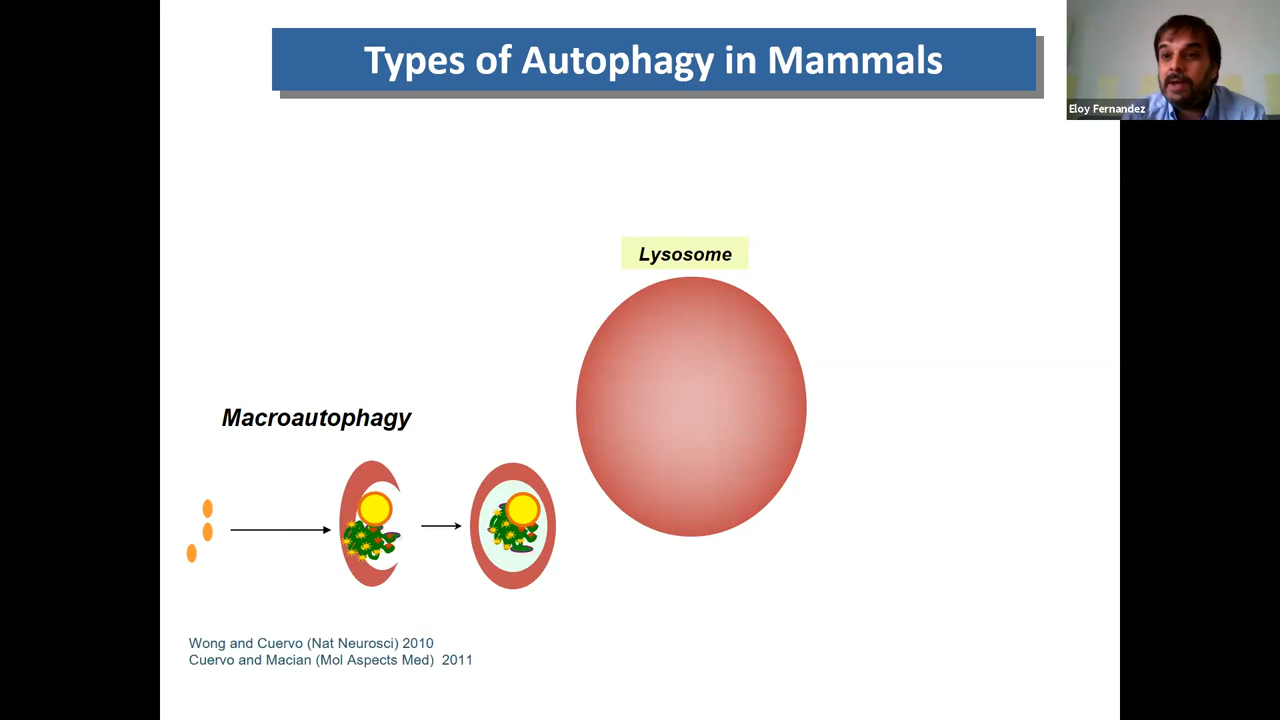 Types of Autophagy in Mammals
Eloy Fernandez
Lysosome
Macroautophagy
Wong and Cuervo (Nat Neurosci) 2010
Cuervo and Macian (Mol Aspects Med)  2011